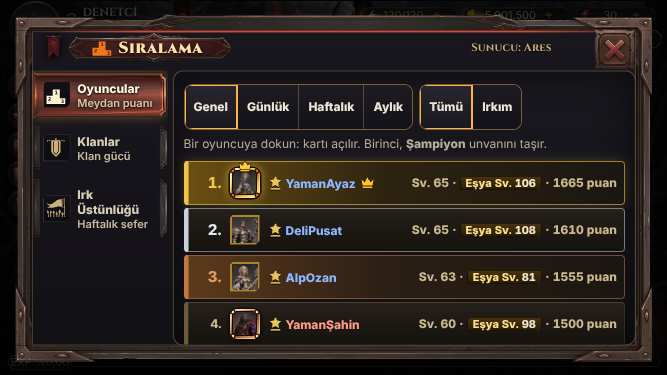 DENETCİ
SIRALAMA
SUNUCU: ARES
Oyuncular
Meydan puanı
Klanlar
Klan gücü
Irk
Üstünlüğü
Haftalık sefer
Genel Günlük Haftalık Aylık Tümü Irkım
Bir oyuncuya dokun: kartı açılır. Birinci, Şampiyon unvanını taşır.
1. YamanAyaz Sv. 65 · Eşya Sv. 106 · 1665 puan
2. DeliPusat Sv. 65 · Eşya Sv. 108 · 1610 puan
3. AlpOzan Sv. 63 · Eşya Sv. 81 · 1555 puan
4. YamanŞahin Sv. 60 · Eşya Sv. 98 · 1500 puan